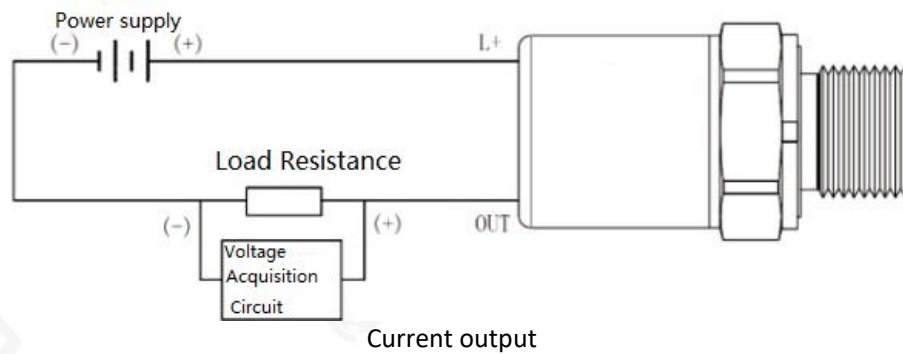 Power supply
(-) (+) L+
Load Resistance
(-) (+) OUT
Voltage
Acquisition
Circuit
Current output